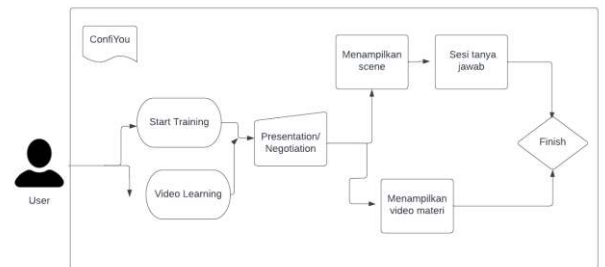 ConfiYou
Menampilkan
scene
Sesi tanya
jawab
Start Training
Presentation/
Negotiation
Finish
User
Video Learning
Menampilkan
video materi